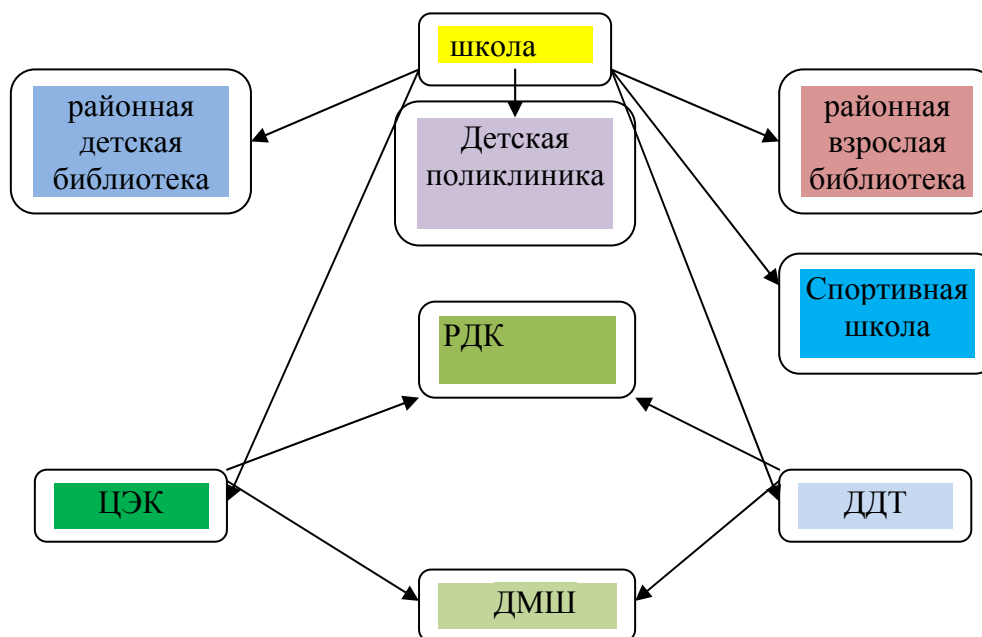 школа
районная
детская
библиотека
Детская
поликлиника
районная
взрослая
библиотека
Спортивная
школа
РДК
ЦЭК
ДДТ
ДМШ